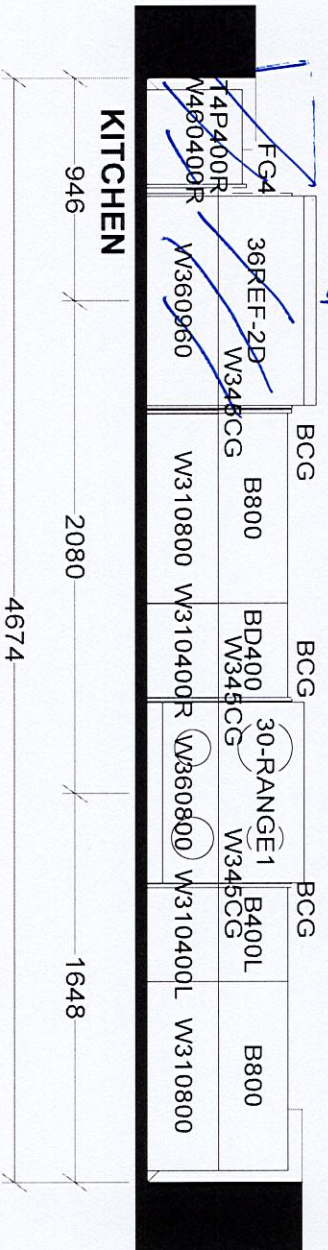 BCG
BCG
BCG
FG4
36REF-2D
B800
BD400
30-RANGE1
B400L
B800
T4P400R
W345CG
W345CG
W345CG
W460400R
W360960
W310800
W310400R
W360800
W310400L
W310800
KITCHEN
946
2080
1648
4674